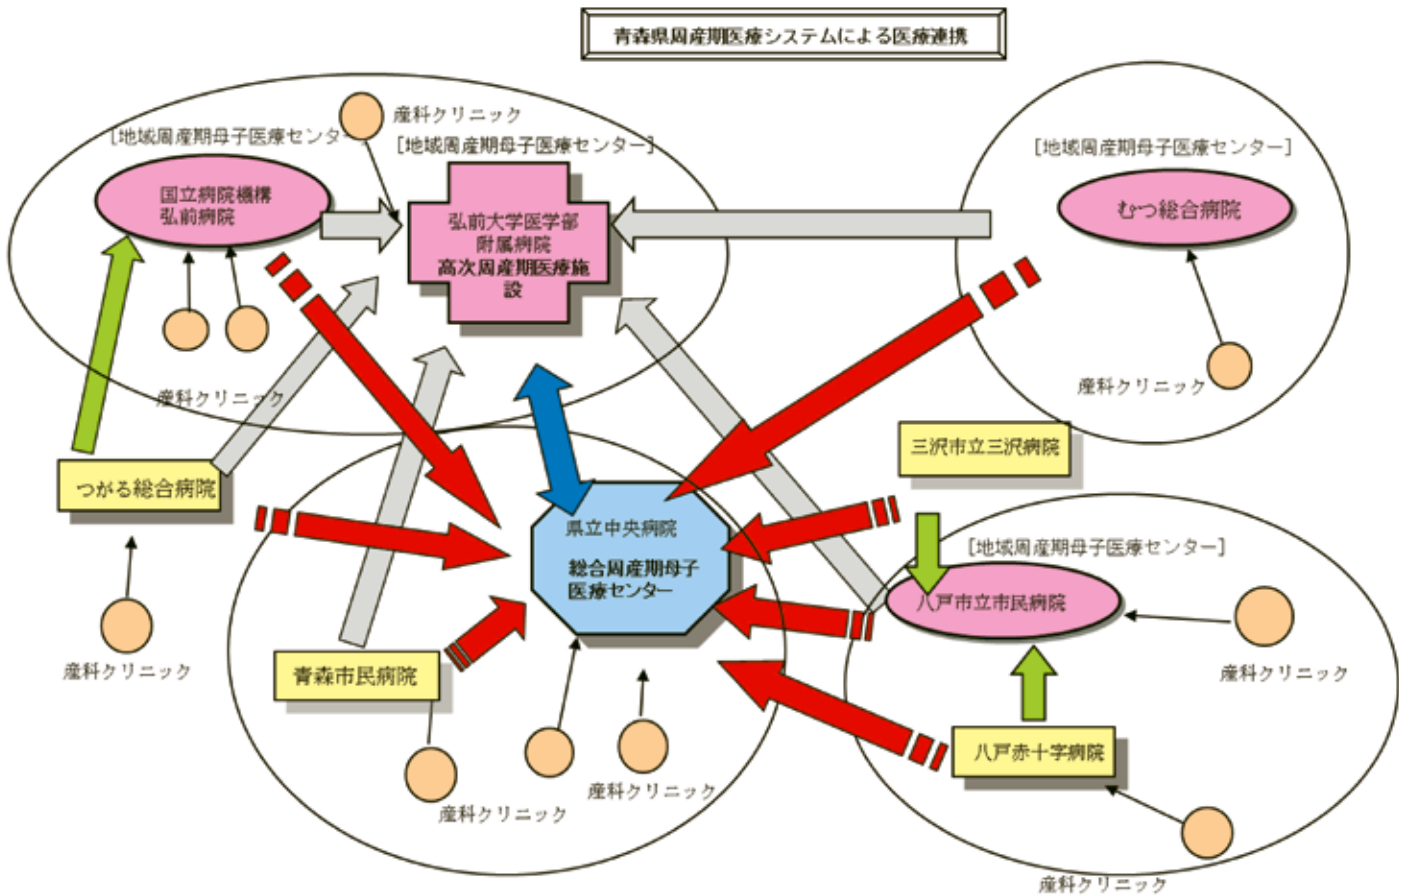 青森県周産期医療システムによる医療連携
産科クリニック
[地域周産期母子医療センター
[地域周産期母子医療センター]
[地域周産期母子医療センター]
国立病院機構
弘前病院
弘前大学医学部
附属病院
高次周産期医療施
設
むつ総合病院
産科クリニック
産科クリニック
三沢市立三沢病院
つがる総合病院
県立中央病院
総合周産期母子
医療センター
[地域周産期母子医療センター]
八戸市立市民病院
産科クリニック
産科クリニック
青森市民病院
八戸赤十字病院
産科クリニック
産科クリニック
産科クリニック